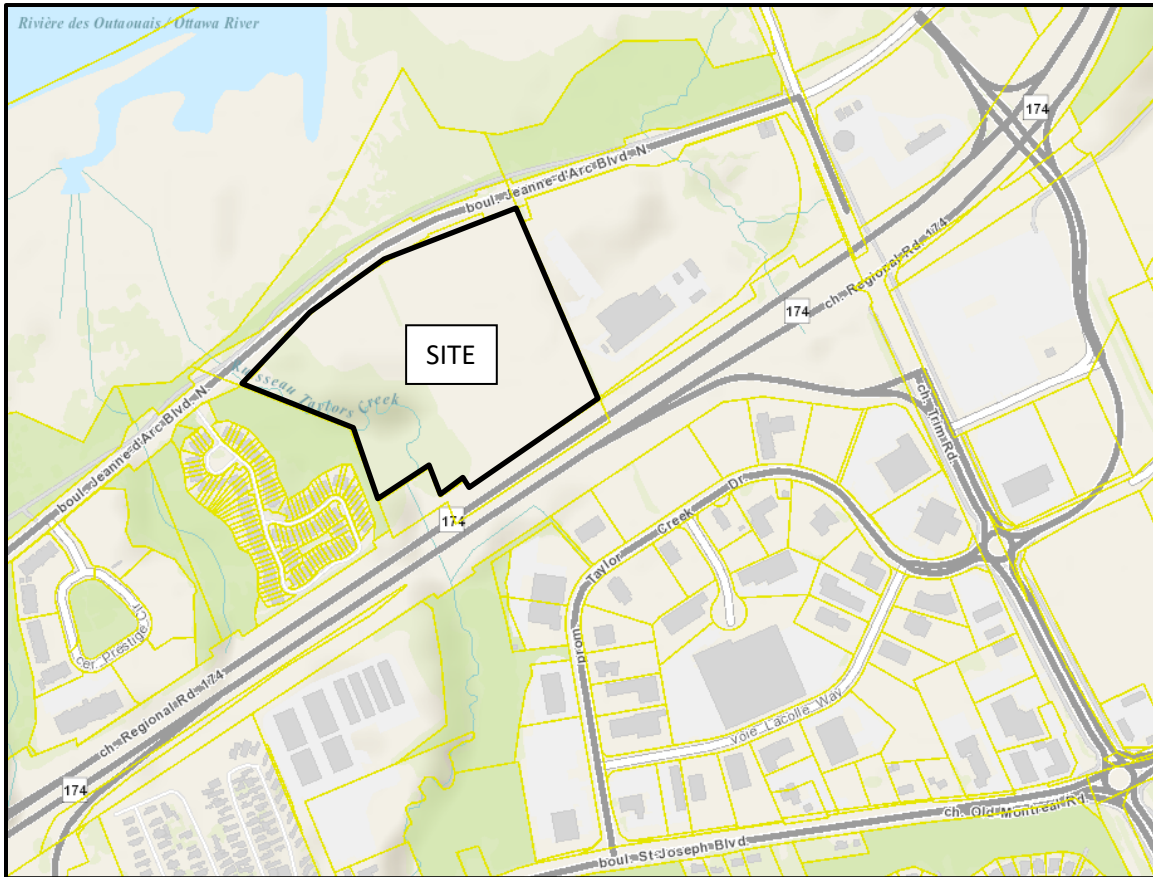 Rivière des Outaouais / Ottawa River
174
boul. Jeanne-d'Arc Blvd. N.
ch. Regional Rd. 174
174
SITE
Ruisseau Taylors Creek
boul. Jeanne-d'Arc Blvd. N.
ch. Trim Rd.
174
prom. Taylor Creek Dr.
cer. Prestige Cir.
ch. Regional Rd. 174
voie Lacolle Way
174
ch. Old Montreal Rd.
boul. St-Joseph Blvd.